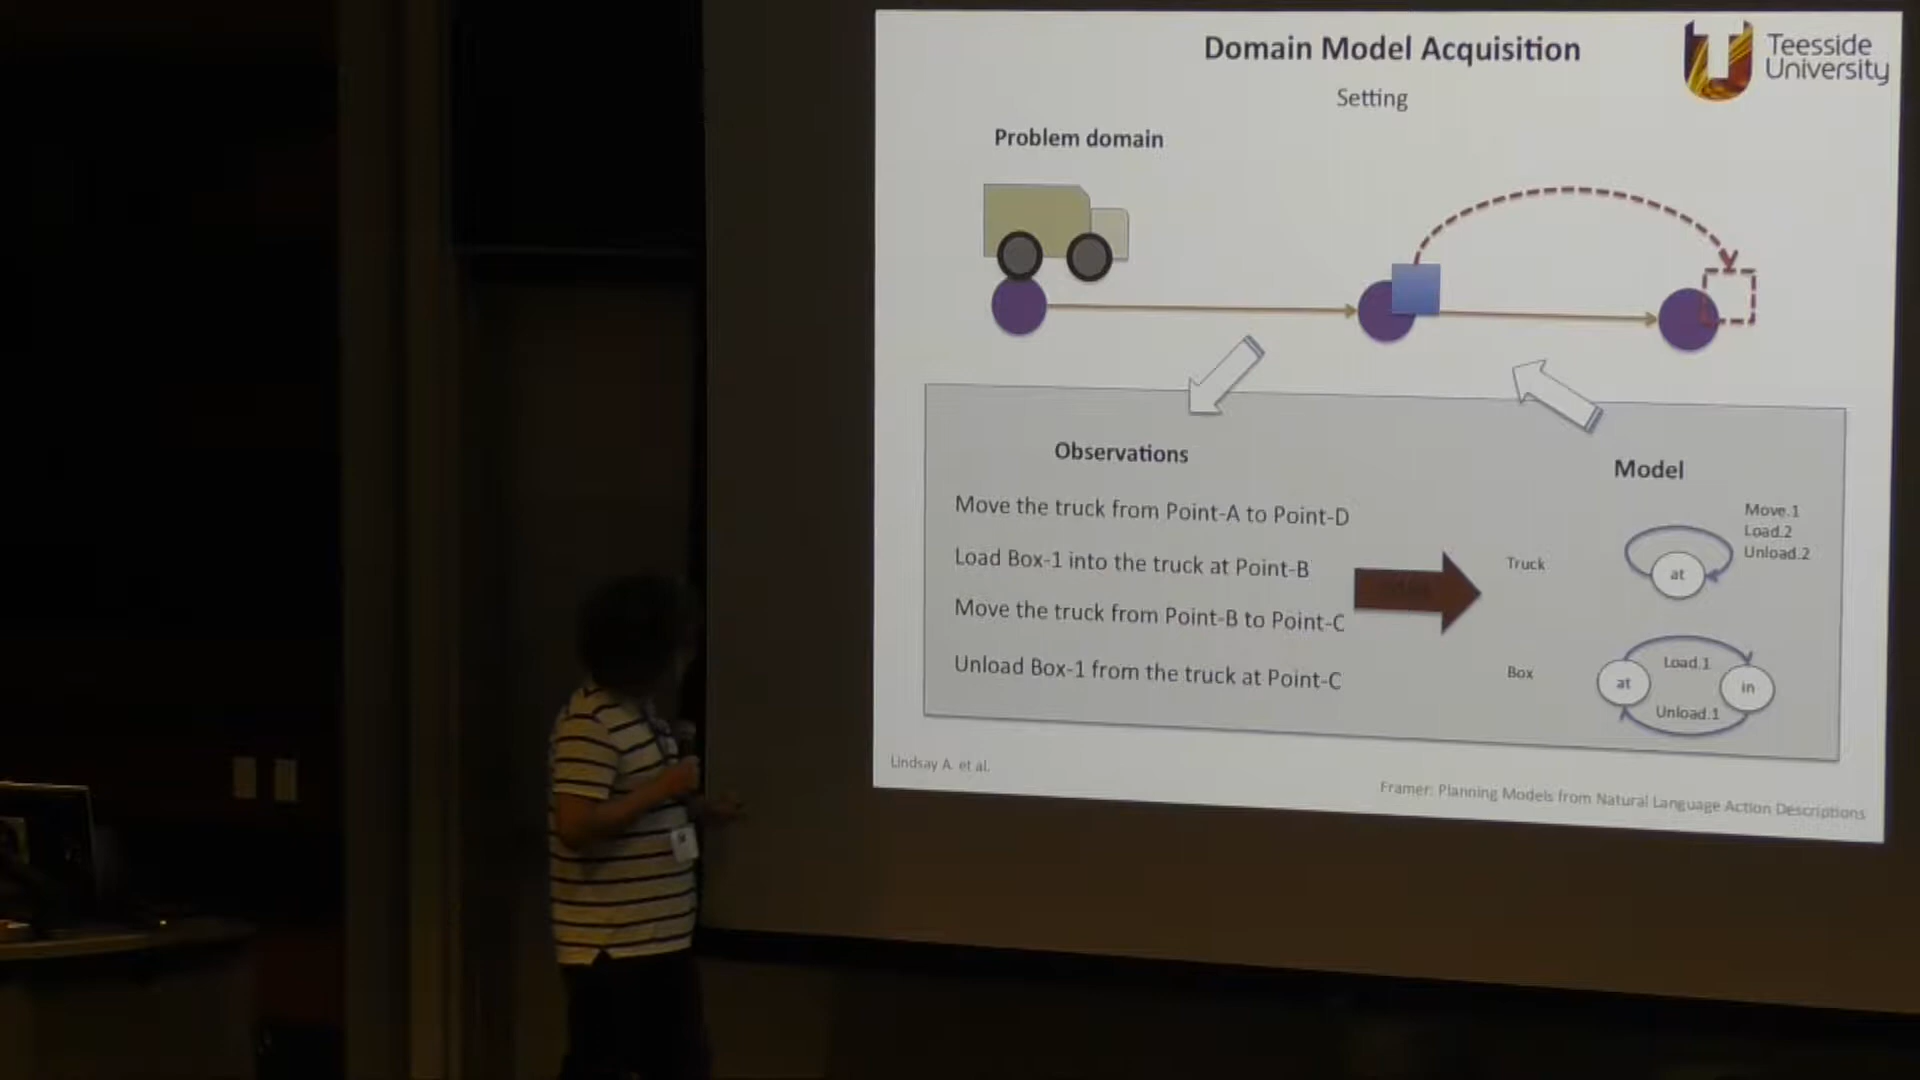 Domain Model Acquisition
Setting
Teesside
University
Problem domain
Observations
Move the truck from Point-A to Point-D
Load Box-1 into the truck at Point-B
Move the truck from Point-B to Point-C
Unload Box-1 from the truck at Point-C
Model
Truck
at
Move.1
Load.2
Unload.2
Box
at
Load.1
in
Unload.1
Lindsay A. et al.
Framer: Planning Models from Natural Language Action Descriptions